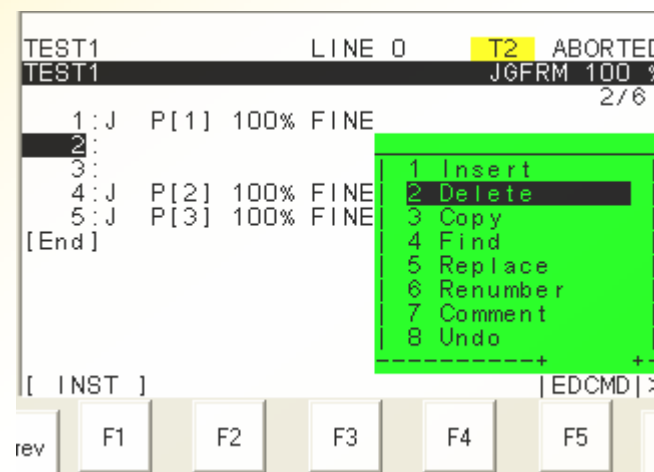 TEST1 LINE 0 T2 ABORTED
TEST1 JGFRM 100 %
2/6
1:J P[1] 100% FINE
2:
3:
4:J P[2] 100% FINE
5:J P[3] 100% FINE
[End]
1 Insert
2 Delete
3 Copy
4 Find
5 Replace
6 Renumber
7 Comment
8 Undo
[ INST ] |EDCMD|>
rev F1 F2 F3 F4 F5